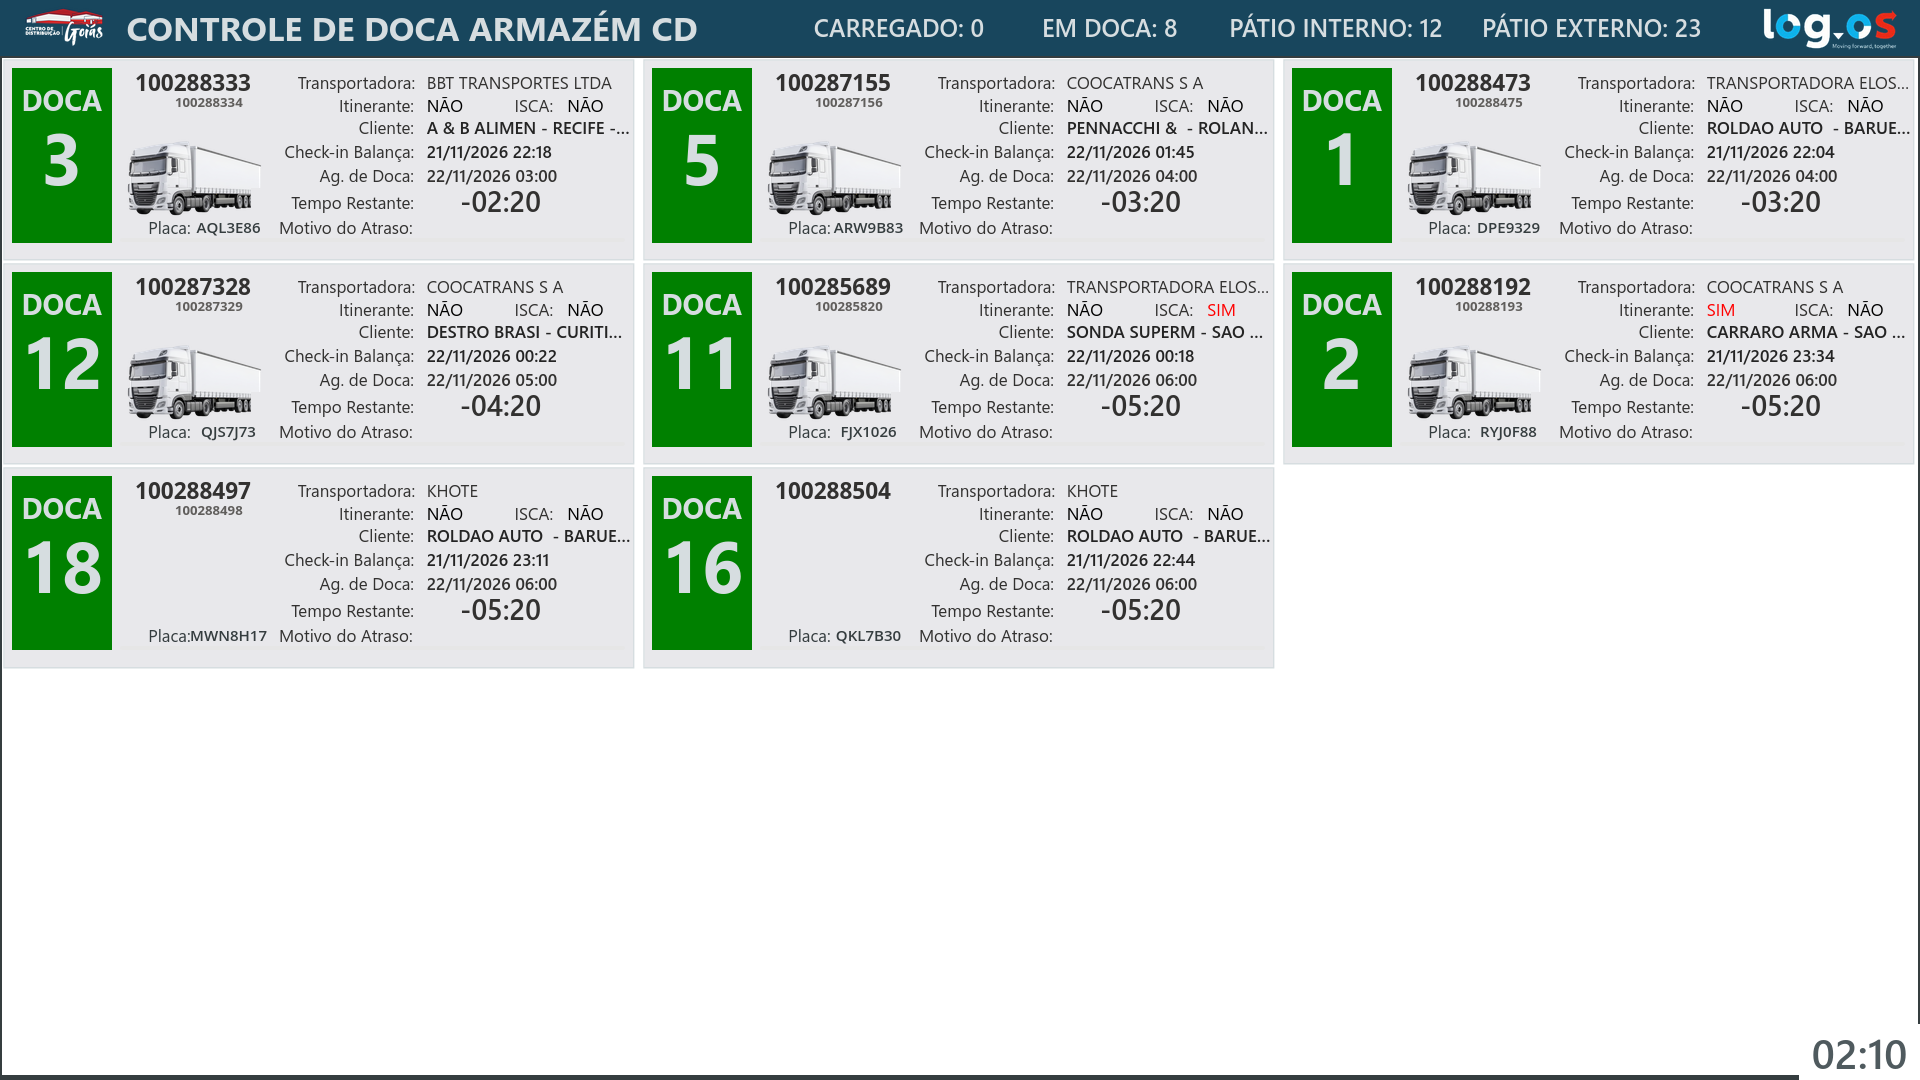 CENTRO DE DISTRIBUIÇÃO Goiás
CONTROLE DE DOCA ARMAZÉM CD
CARREGADO: 0 EM DOCA: 8 PÁTIO INTERNO: 12 PÁTIO EXTERNO: 23
log.os
Moving forward, together
DOCA
3
100288333
100288334
Transportadora: BBT TRANSPORTES LTDA
Itinerante: NÃO ISCA: NÃO
Cliente: A & B ALIMEN - RECIFE -...
Check-in Balança: 21/11/2026 22:18
Ag. de Doca: 22/11/2026 03:00
Tempo Restante: -02:20
Placa: AQL3E86 Motivo do Atraso:
DOCA
5
100287155
100287156
Transportadora: COOCATRANS S A
Itinerante: NÃO ISCA: NÃO
Cliente: PENNACCHI & - ROLAN...
Check-in Balança: 22/11/2026 01:45
Ag. de Doca: 22/11/2026 04:00
Tempo Restante: -03:20
Placa: ARW9B83 Motivo do Atraso:
DOCA
1
100288473
100288475
Transportadora: TRANSPORTADORA ELOS...
Itinerante: NÃO ISCA: NÃO
Cliente: ROLDAO AUTO - BARUE...
Check-in Balança: 21/11/2026 22:04
Ag. de Doca: 22/11/2026 04:00
Tempo Restante: -03:20
Placa: DPE9329 Motivo do Atraso:
DOCA
12
100287328
100287329
Transportadora: COOCATRANS S A
Itinerante: NÃO ISCA: NÃO
Cliente: DESTRO BRASI - CURITI...
Check-in Balança: 22/11/2026 00:22
Ag. de Doca: 22/11/2026 05:00
Tempo Restante: -04:20
Placa: QJS7J73 Motivo do Atraso:
DOCA
11
100285689
100285820
Transportadora: TRANSPORTADORA ELOS...
Itinerante: NÃO ISCA: SIM
Cliente: SONDA SUPERM - SAO ...
Check-in Balança: 22/11/2026 00:18
Ag. de Doca: 22/11/2026 06:00
Tempo Restante: -05:20
Placa: FJX1026 Motivo do Atraso:
DOCA
2
100288192
100288193
Transportadora: COOCATRANS S A
Itinerante: SIM ISCA: NÃO
Cliente: CARRARO ARMA - SAO ...
Check-in Balança: 21/11/2026 23:34
Ag. de Doca: 22/11/2026 06:00
Tempo Restante: -05:20
Placa: RYJ0F88 Motivo do Atraso:
DOCA
18
100288497
100288498
Transportadora: KHOTE
Itinerante: NÃO ISCA: NÃO
Cliente: ROLDAO AUTO - BARUE...
Check-in Balança: 21/11/2026 23:11
Ag. de Doca: 22/11/2026 06:00
Tempo Restante: -05:20
Placa:MWN8H17 Motivo do Atraso:
DOCA
16
100288504
Transportadora: KHOTE
Itinerante: NÃO ISCA: NÃO
Cliente: ROLDAO AUTO - BARUE...
Check-in Balança: 21/11/2026 22:44
Ag. de Doca: 22/11/2026 06:00
Tempo Restante: -05:20
Placa: QKL7B30 Motivo do Atraso:
02:10